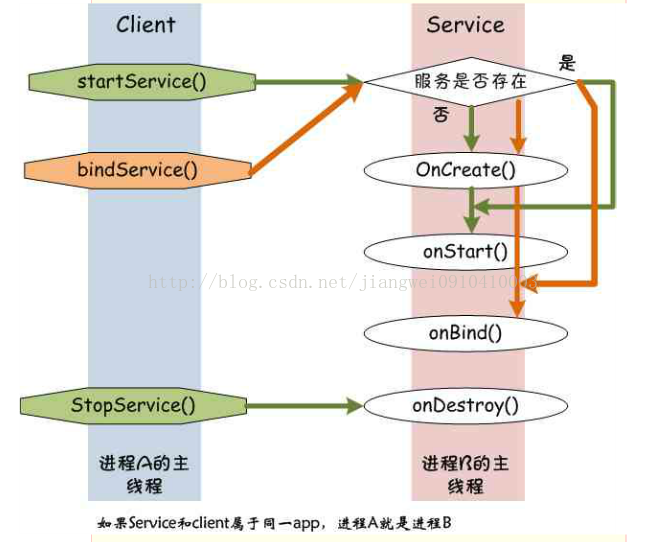 Client
Service
startService()
服务是否存在
是
否
bindService()
OnCreate()
onStart()
http://blog.csdn.net/jiangwei0910410003
onBind()
StopService()
onDestroy()
进程A的主
线程
进程B的主
线程
如果Service和client属于同一app，进程A就是进程B